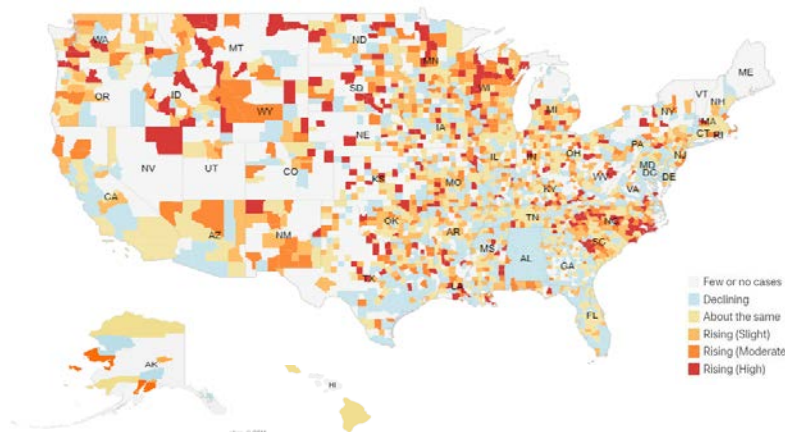 WA
MT
ND
MN
ME
OR
ID
SD
WI
VT
NH
WY
MI
NY
MA
CT
RI
NE
IA
PA
NV
UT
CO
IL
IN
OH
NJ
MD
DE
DC
CA
KS
MO
KY
WV
VA
AZ
NM
OK
AR
TN
NC
SC
MS
AL
GA
TX
LA
FL
AK
HI
Few or no cases
Declining
About the same
Rising (Slight)
Rising (Moderate
Rising (High)